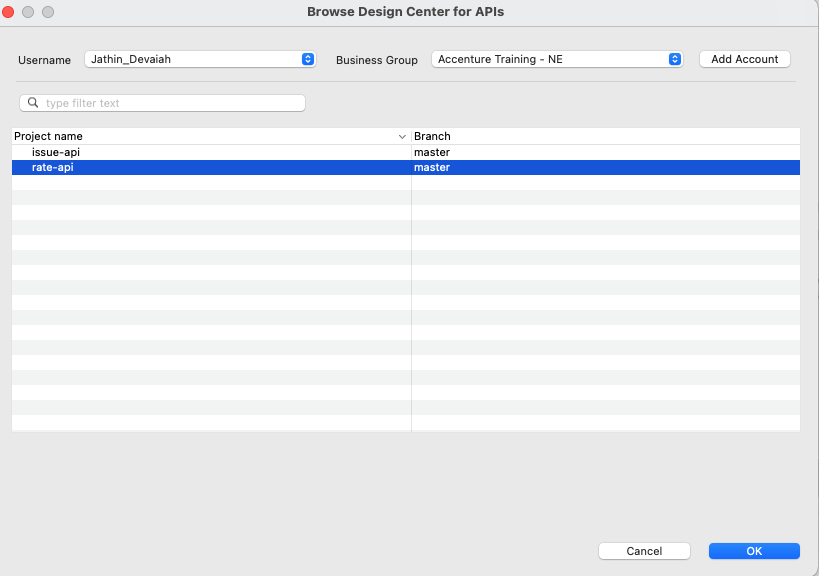 Browse Design Center for APIs
Username Jathin_Devaiah Business Group Accenture Training - NE Add Account
type filter text
Project name Branch
issue-api master
rate-api master
Cancel OK